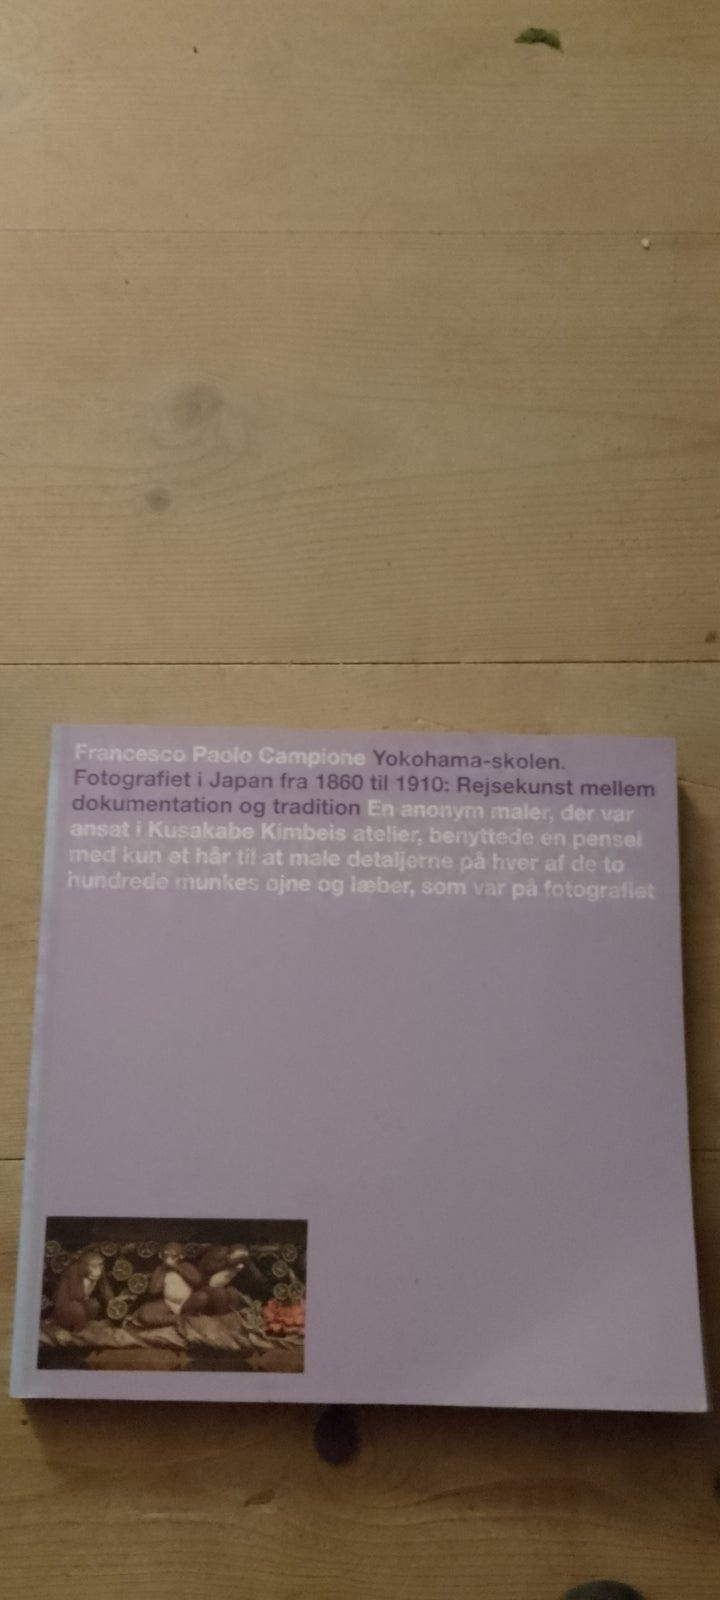 Francesco Paolo Campione Yokohama-skolen.
Fotografiet i Japan fra 1860 til 1910: Rejsekunst mellem
dokumentation og tradition En anonym maler, der var
ansat i Kusakabe Kimbeis atelier, benyttede en pensel
med kun et hår til at male detaljerne på hver af de to
hundrede munkes øjne og læber, som var på fotografiet